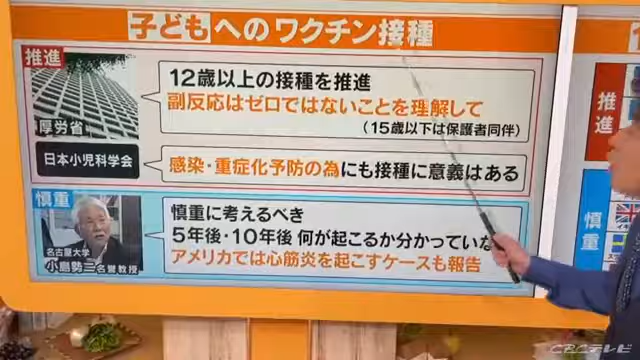 子どもへのワクチン接種
推進
厚労省
12歳以上の接種を推進
副反応はゼロではないことを理解して
(15歳以下は保護者同伴)
日本小児科学会
感染・重症化予防の為にも接種に意義はある
慎重
名古屋大学
小島勢二名誉教授
慎重に考えるべき
5年後・10年後 何が起こるか分かっていな
アメリカでは心筋炎を起こすケースも報告
推進
慎重
CBCテレビ